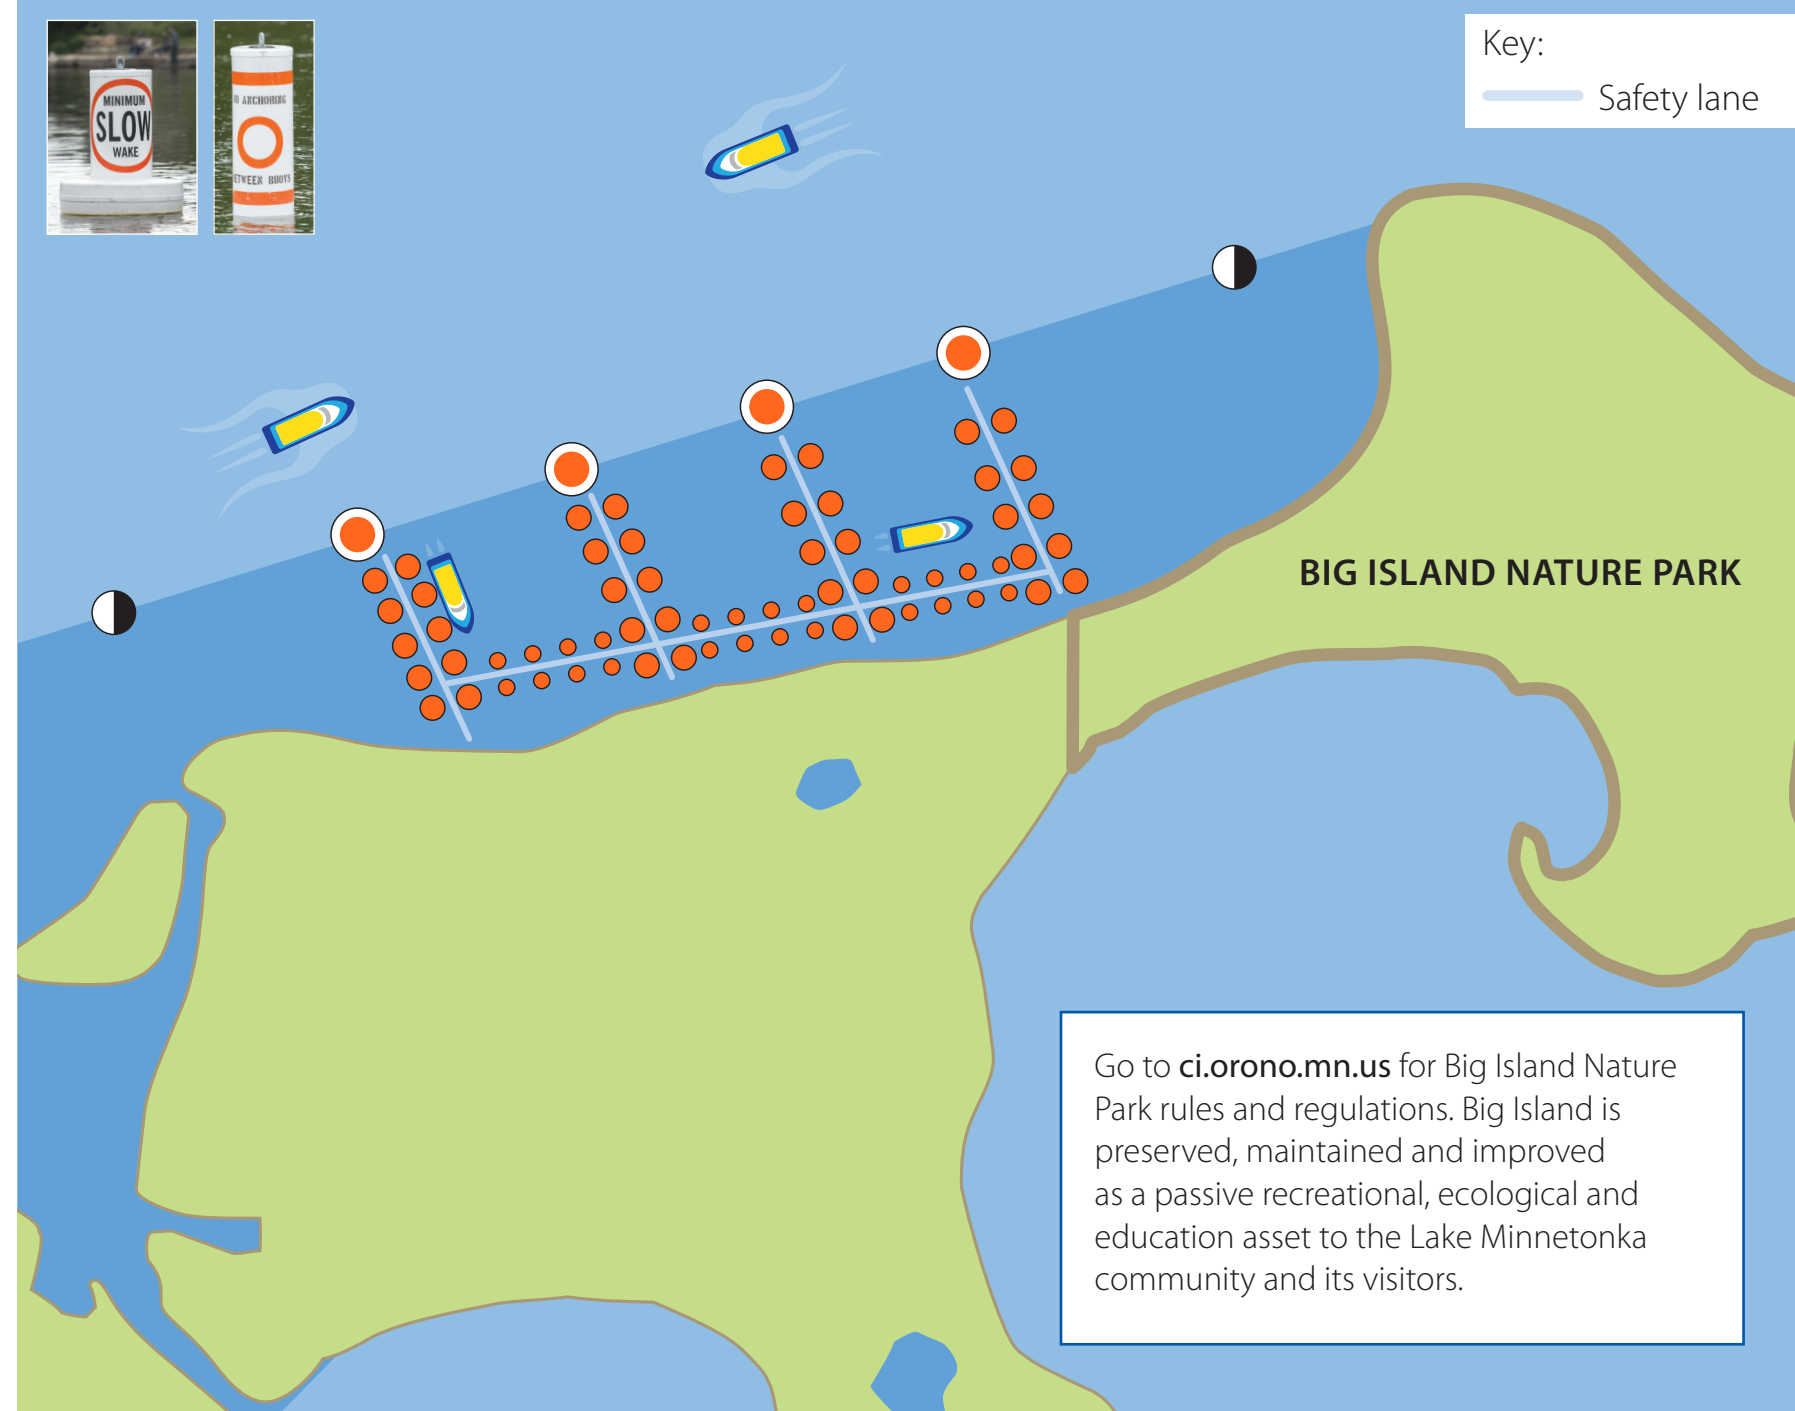 MINIMUM
SLOW
WAKE
ANCHORING
BUOYS
Key:
Safety lane
BIG ISLAND NATURE PARK
Go to ci.orono.mn.us for Big Island Nature
Park rules and regulations. Big Island is
preserved, maintained and improved
as a passive recreational, ecological and
education asset to the Lake Minnetonka
community and its visitors.